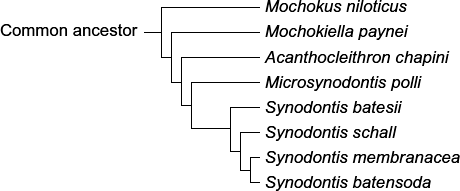 Mochokus niloticus
Common ancestor
Mochokiella paynei
Acanthocleithron chapini
Microsynodontis polli
Synodontis batesii
Synodontis schall
Synodontis membranacea
Synodontis batensoda